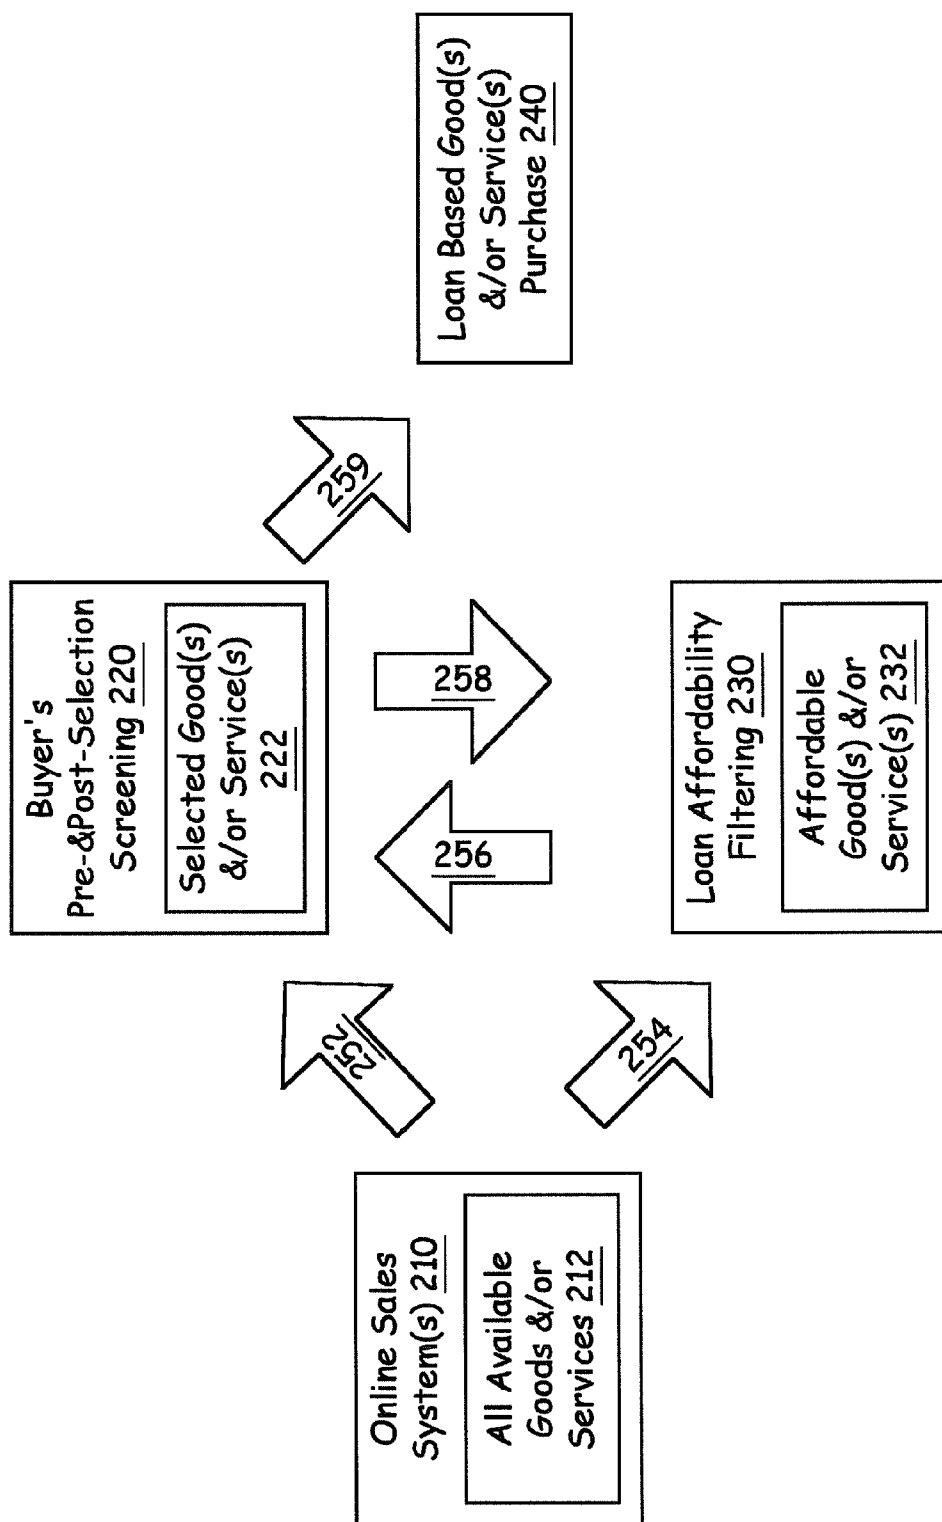 Online Sales
System(s) 210
All Available
Goods &/or
Services 212
252
254
Buyer's
Pre-&Post-Selection
Screening 220
Selected Good(s)
&/or Service(s)
222
256
258
Loan Affordability
Filtering 230
Affordable
Good(s) &/or
Service(s) 232
259
Loan Based Good(s)
&/or Service(s)
Purchase 240